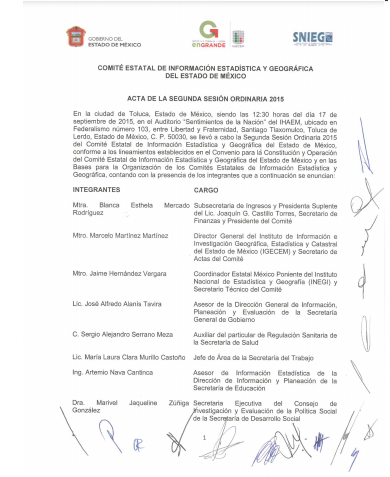 GOBIERNO DEL
ESTADO DE MÉXICO
enGRANDE
SNIEG
COMITÉ ESTATAL DE INFORMACIÓN ESTADÍSTICA Y GEOGRÁFICA
DEL ESTADO DE MÉXICO
ACTA DE LA SEGUNDA SESIÓN ORDINARIA 2015
En la ciudad de Toluca, Estado de México, siendo las 12:30 horas del día 17 de
septiembre de 2015, en el Auditorio "Sentimientos de la Nación" del IHAEM, ubicado en
Federalismo número 103, entre Libertad y Fraternidad, Santiago Tlaxomulco, Toluca de
Lerdo, Estado de México, C. P. 50030, se llevó a cabo la Segunda Sesión Ordinaria 2015
del Comité Estatal de Información Estadística y Geográfica del Estado de México,
conforme a los lineamientos establecidos en el Convenio para la Constitución y Operación
del Comité Estatal de Información Estadística y Geográfica del Estado de México y en las
Bases para la Organización de los Comités Estatales de Información Estadística y
Geográfica, contando con la presencia de los integrantes que a continuación se enuncian:
INTEGRANTES CARGO
Mtra. Blanca Esthela Mercado Subsecretaria de Ingresos y Presidenta Suplente
Rodríguez del Lic. Joaquín G. Castillo Torres, Secretario de
Finanzas y Presidente del Comité
Mtro. Marcelo Martínez Martínez Director General del Instituto de Información e
Investigación Geográfica, Estadística y Catastral
del Estado de México (IGECEM) y Secretario de
Actas del Comité
Mtro. Jaime Hernández Vergara Coordinador Estatal México Poniente del Instituto
Nacional de Estadística y Geografía (INEGI) y
Secretario Técnico del Comité
Lic. José Alfredo Alanís Tavira Asesor de la Dirección General de Información,
Planeación y Evaluación de la Secretaría
General de Gobierno
C. Sergio Alejandro Serrano Meza Auxiliar del particular de Regulación Sanitaria de
la Secretaría de Salud
Lic. María Laura Clara Murillo Castoño Jefe de Área de la Secretaría del Trabajo
Ing. Artemio Nava Cantinca Asesor de Información Estadística de la
Dirección de Información y Planeación de la
Secretaría de Educación
Dra. Marivel Jaqueline Zúñiga Secretaria Ejecutiva del Consejo de
González Investigación y Evaluación de la Política Social
de la Secretaría de Desarrollo Social
1